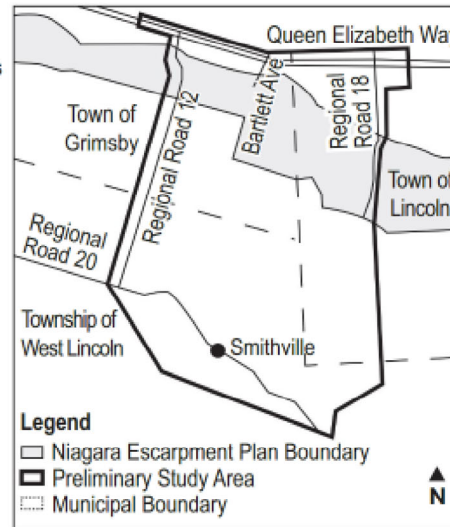 s
Queen Elizabeth Way
Bartlett Ave
Regional
Road 18
Town of
Grimsby
Regional Road 12
Town of
Lincoln
Regional
Road 20
Township of
West Lincoln
Smithville
Legend
Niagara Escarpment Plan Boundary
Preliminary Study Area
Municipal Boundary
N